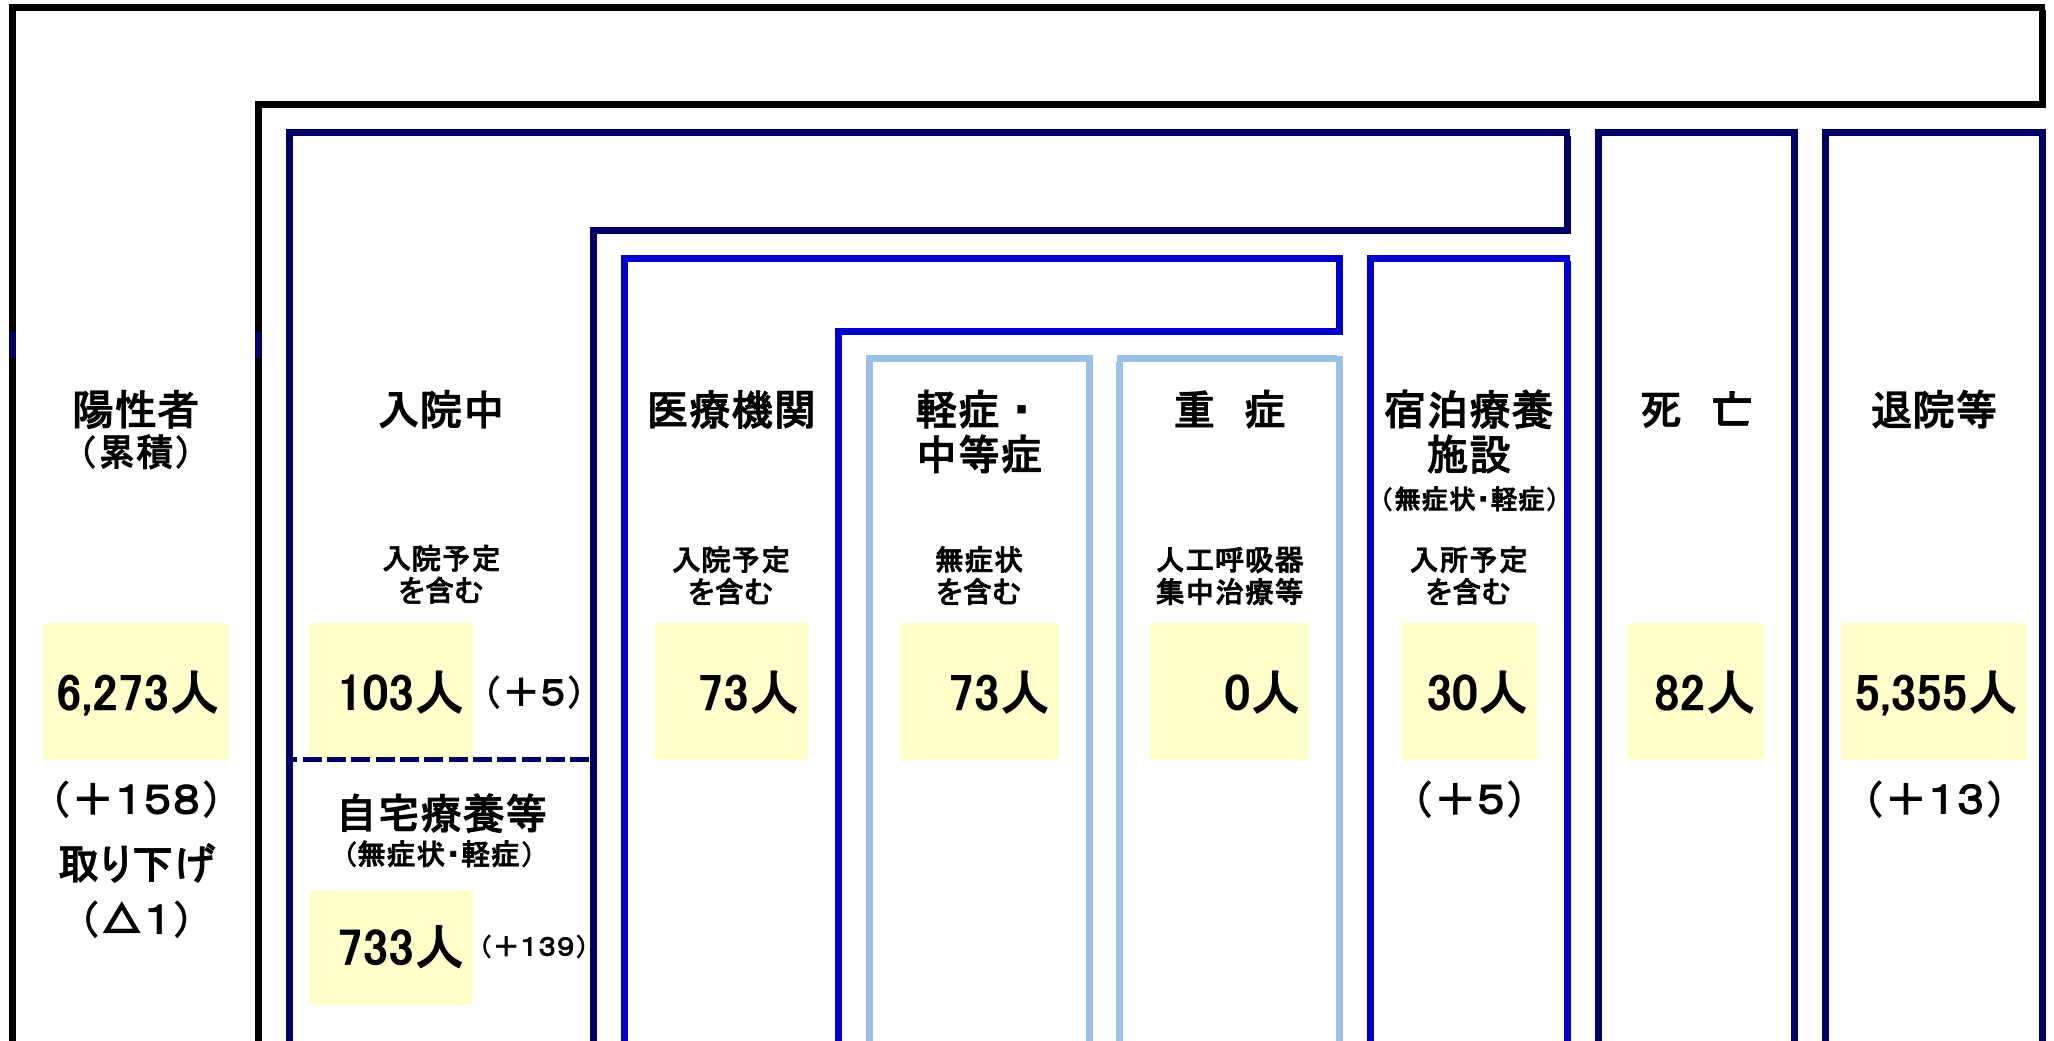 陽性者
（累積）
6,273人
（＋158）
取り下げ
（△1）
入院中
入院予定
を含む
103人 （＋5）
自宅療養等
（無症状・軽症）
733人 （＋139）
医療機関
入院予定
を含む
73人
軽症・
中等症
無症状
を含む
73人
重　症
人工呼吸器
集中治療等
0人
宿泊療養
施設
（無症状・軽症）
入所予定
を含む
30人
（＋5）
死　亡
82人
退院等
5,355人
（＋13）